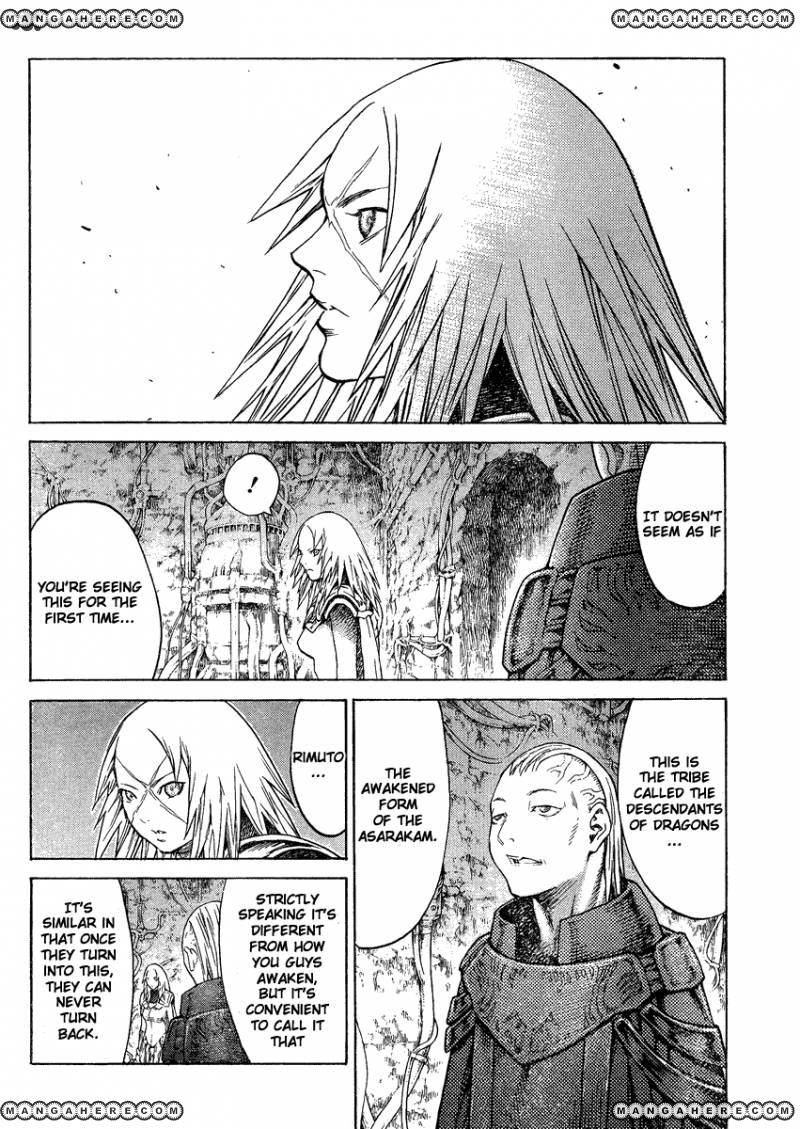 MANGAHERE.COM
MANGAHERE.COM
IT DOESN'T
SEEM AS IF
!
YOU'RE SEEING
THIS FOR THE
FIRST TIME...
THIS IS
THE TRIBE
CALLED THE
DESCENDANTS
OF DRAGONS
...
THE
AWAKENED
FORM
OF THE
ASARAKAM.
RIMUTO
...
STRICTLY
SPEAKING IT'S
DIFFERENT
FROM HOW
YOU GUYS
AWAKEN,
BUT IT'S
CONVENIENT
TO CALL IT
THAT
IT'S
SIMILAR IN
THAT ONCE
THEY TURN
INTO THIS,
THEY CAN
NEVER
TURN
BACK.
MANGAHERE.COM
MANGAHERE.COM